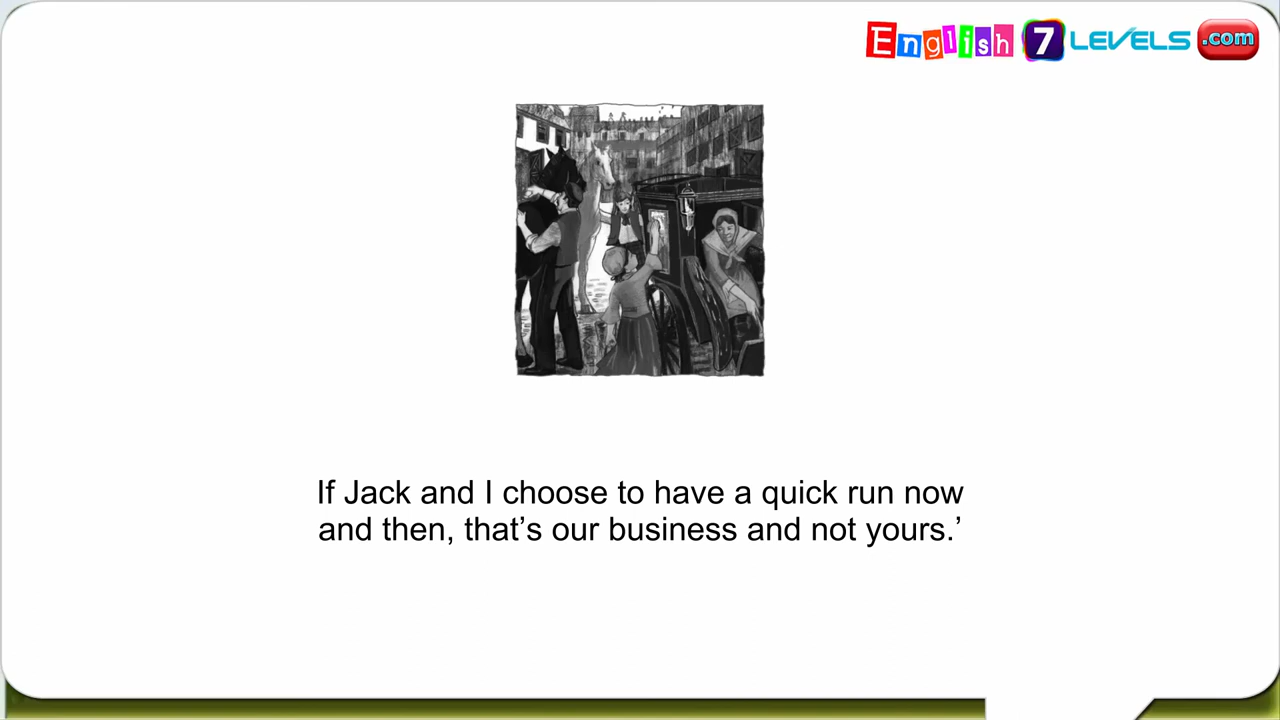 English 7 LEVELS .com
If Jack and I choose to have a quick run now
and then, that’s our business and not yours.’